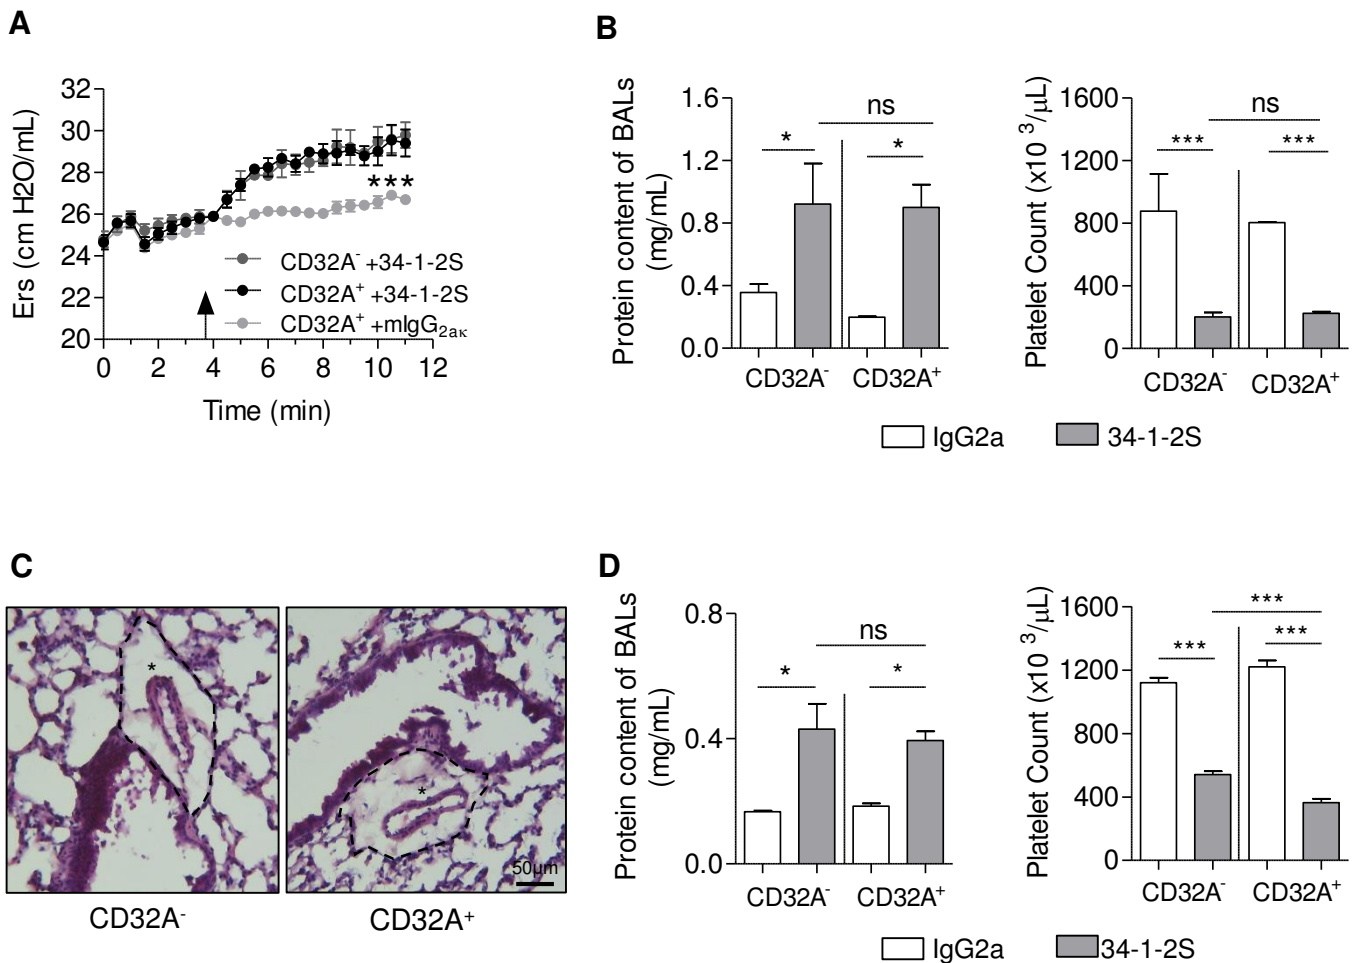 A
32
30
28
26
24
22
20
Ers (cm H2O/mL)
***
CD32A⁻ +34-1-2S
CD32A⁺ +34-1-2S
CD32A⁺ +mIgG₂ₐκ
0 2 4 6 8 10 12
Time (min)
B
1.6
1.2
0.8
0.4
0.0
Protein content of BALs
(mg/mL)
ns
* *
CD32A⁻ CD32A⁺
1600
1200
800
400
0
Platelet Count (x10 ³/µL)
ns
*** ***
CD32A⁻ CD32A⁺
IgG2a 34-1-2S
C
*
*
50µm
CD32A⁻ CD32A⁺
D
0.8
0.4
0.0
Protein content of BALs
(mg/mL)
ns
* *
CD32A⁻ CD32A⁺
1600
1200
800
400
0
Platelet Count (x10 ³/µL)
***
*** ***
CD32A⁻ CD32A⁺
IgG2a 34-1-2S